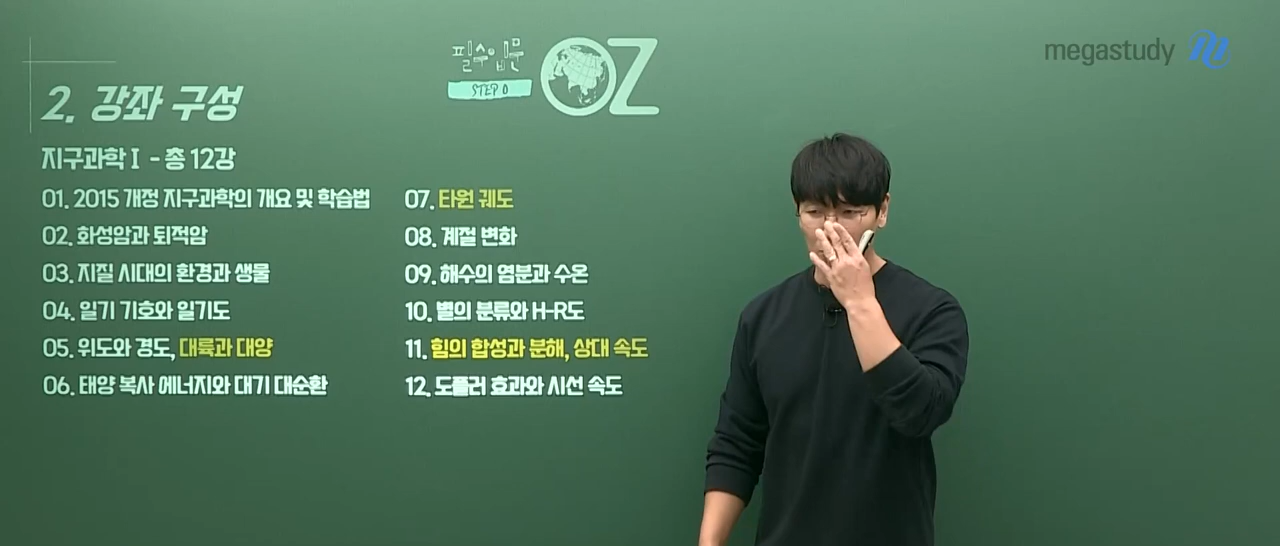 필수입문
STEP 0
OZ
megastudy
2. 강좌 구성
지구과학Ⅰ - 총 12강
01. 2015 개정 지구과학의 개요 및 학습법
02. 화성암과 퇴적암
03. 지질 시대의 환경과 생물
04. 일기 기호와 일기도
05. 위도와 경도, 대륙과 대양
06. 태양 복사 에너지와 대기 대순환
07. 타원 궤도
08. 계절 변화
09. 해수의 염분과 수온
10. 별의 분류와 H-R도
11. 힘의 합성과 분해, 상대 속도
12. 도플러 효과와 시선 속도